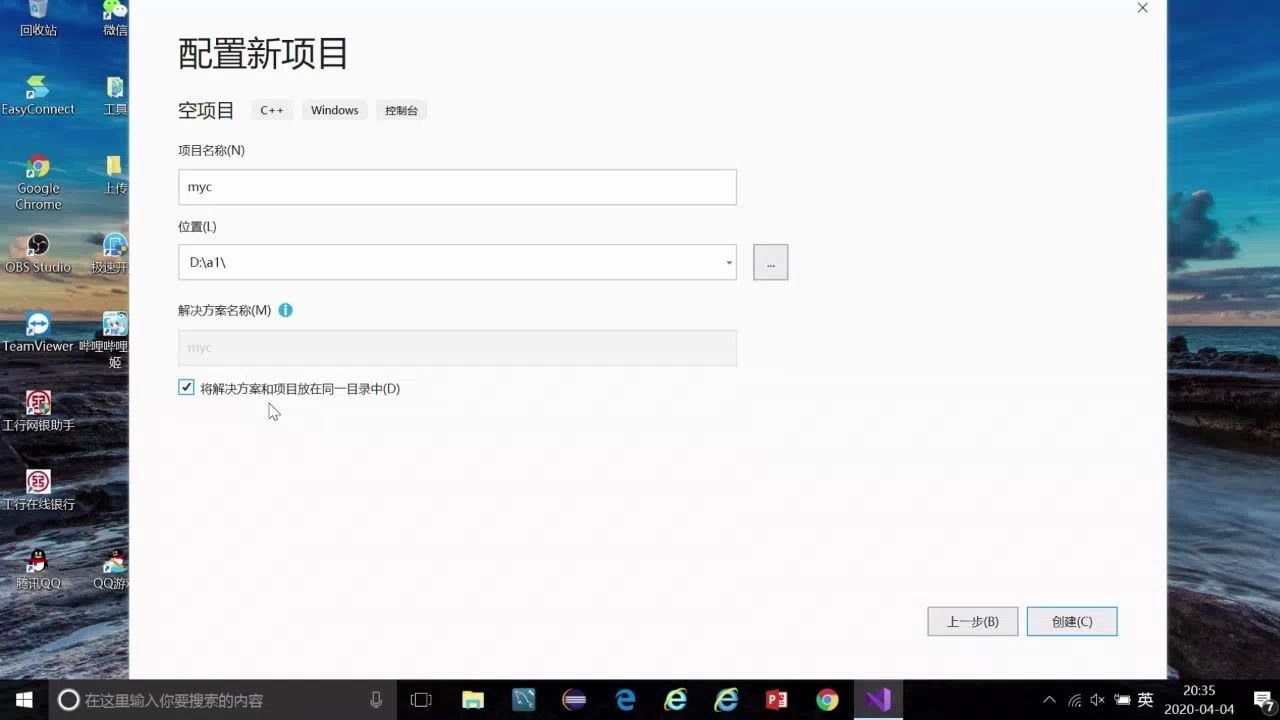 回收站
微信
EasyConnect
工具
Google
Chrome
上传
OBS Studio
极速开
TeamViewer
哔哩哔哩
姬
工行网银助手
工行在线银行
腾讯QQ
QQ游戏
配置新项目
空项目
C++
Windows
控制台
项目名称(N)
myc
位置(L)
D:\a1\
...
解决方案名称(M)
myc
将解决方案和项目放在同一目录中(D)
上一步(B)
创建(C)
在这里输入你要搜索的内容
英
20:35
2020-04-04
7